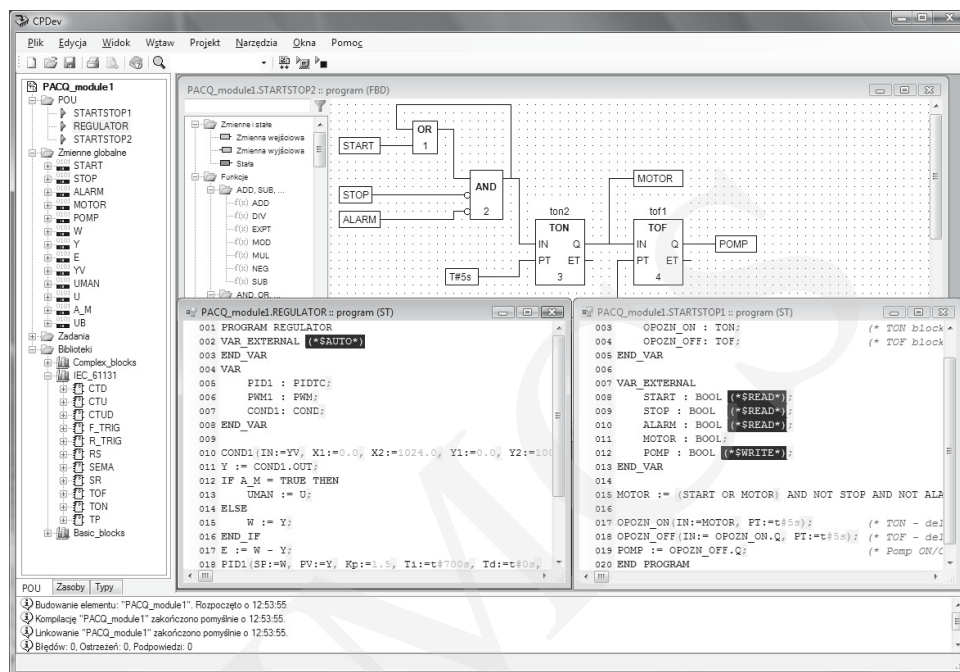 CPDev
Plik Edycja Widok Wstaw Projekt Narzędzia Okna Pomoc
PACQ_module1
POU
STARTSTOP1
REGULATOR
STARTSTOP2
Zmienne globalne
START
STOP
ALARM
MOTOR
POMP
W
Y
E
YV
UMAN
U
A_M
UB
Zadania
Biblioteki
Complex_blocks
IEC_61131
CTD
CTU
CTUD
F_TRIG
R_TRIG
RS
SEMA
SR
TOF
TON
TP
Basic_blocks
POU Zasoby Typy
PACQ_module1.STARTSTOP2 :: program (FBD)
Zmienne i stałe
Zmienna wejściowa
Zmienna wyjściowa
Stała
Funkcje
ADD, SUB, ...
f(x) ADD
f(x) DIV
f(x) EXPT
f(x) MOD
f(x) MUL
f(x) NEG
f(x) SUB
AND, OR, ...
START
OR
1
STOP
ALARM
AND
2
T#5s
ton2
TON
IN Q
PT ET
3
MOTOR
tof1
TOF
IN Q
PT ET
4
POMP
PACQ_module1.REGULATOR :: program (ST)
001 PROGRAM REGULATOR
002 VAR_EXTERNAL (*$AUTO*)
003 END_VAR
004 VAR
005 PID1 : PIDTC;
006 PWM1 : PWM;
007 COND1: COND;
008 END_VAR
009
010 COND1(IN:=YV, X1:=0.0, X2:=1024.0, Y1:=0.0, Y2:=100
011 Y := COND1.OUT;
012 IF A_M = TRUE THEN
013 UMAN := U;
014 ELSE
015 W := Y;
016 END_IF
017 E := W - Y;
018 PID1(SP:=W, PV:=Y, Kp:=1.5, Ti:=t#700s, Td:=t#0s,
PACQ_module1.STARTSTOP1 :: program (ST)
003 OPOZN_ON : TON; (* TON block
004 OPOZN_OFF: TOF; (* TOF block
005 END_VAR
006
007 VAR_EXTERNAL
008 START : BOOL (*$READ*);
009 STOP : BOOL (*$READ*);
010 ALARM : BOOL (*$READ*);
011 MOTOR : BOOL;
012 POMP : BOOL (*$WRITE*);
013 END_VAR
014
015 MOTOR := (START OR MOTOR) AND NOT STOP AND NOT ALA
016
017 OPOZN_ON(IN:=MOTOR, PT:=t#5s); (* TON - del
018 OPOZN_OFF(IN:= OPOZN_ON.Q, PT:=t#5s); (* TOF - del
019 POMP := OPOZN_OFF.Q; (* Pomp ON/O
020 END_PROGRAM
Budowanie elementu: "PACQ_module1". Rozpoczęto o 12:53:55
Kompilację "PACQ_module1" zakończono pomyślnie o 12:53:55.
Linkowanie "PACQ_module1" zakończono pomyślnie o 12:53:55.
Błędów: 0, Ostrzeżeń: 0, Podpowiedzi: 0